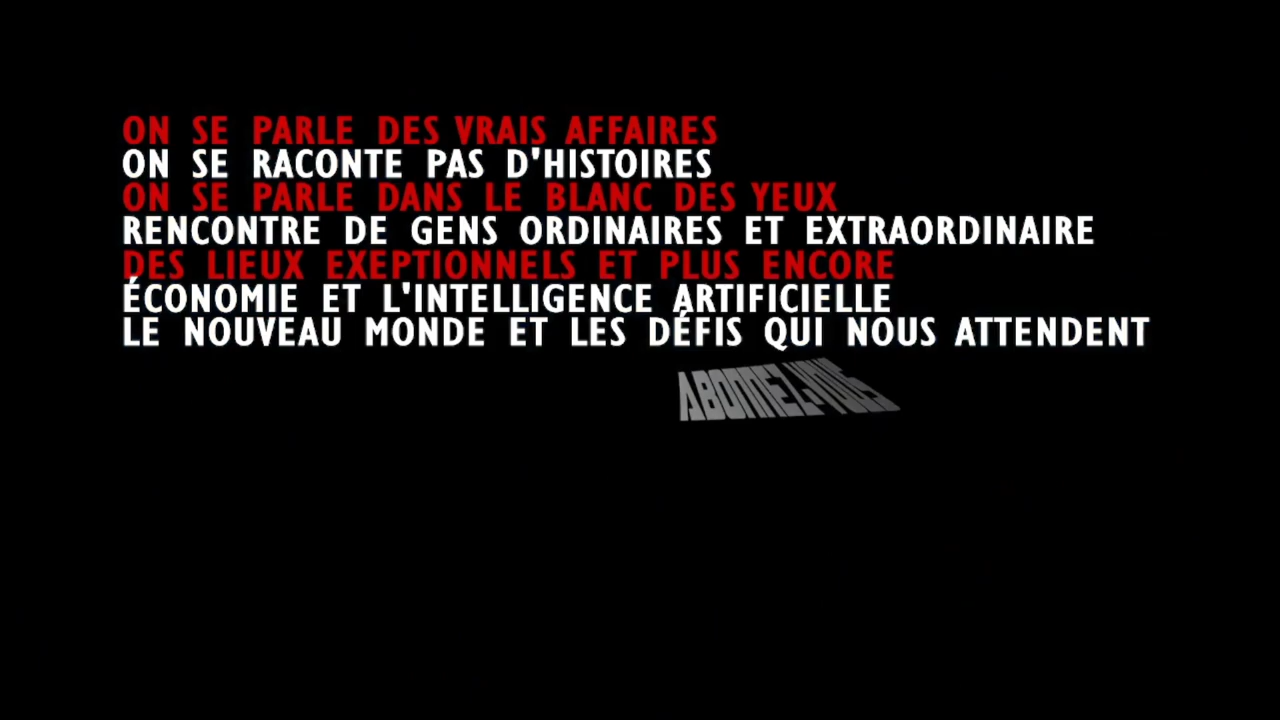 ON SE PARLE DES VRAIS AFFAIRES
ON SE RACONTE PAS D'HISTOIRES
ON SE PARLE DANS LE BLANC DES YEUX
RENCONTRE DE GENS ORDINAIRES ET EXTRAORDINAIRE
DES LIEUX EXEPTIONNELS ET PLUS ENCORE
ÉCONOMIE ET L'INTELLIGENCE ARTIFICIELLE
LE NOUVEAU MONDE ET LES DÉFIS QUI NOUS ATTENDENT
ABONNEZ-VOUS